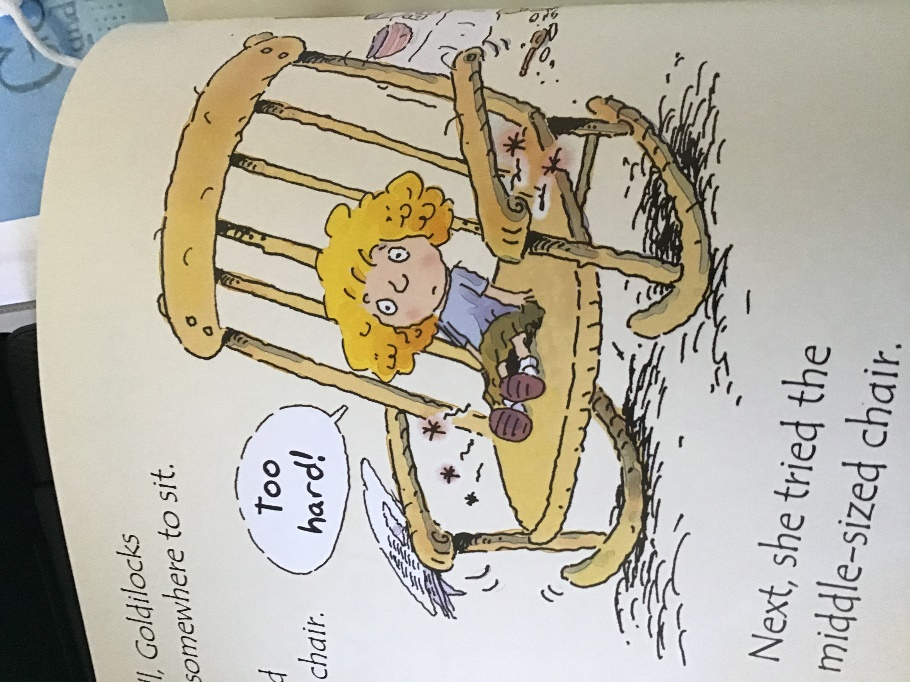 Goldilocks
somewhere to sit.
chair.
Too
hard!
Next, she tried the
middle-sized chair.